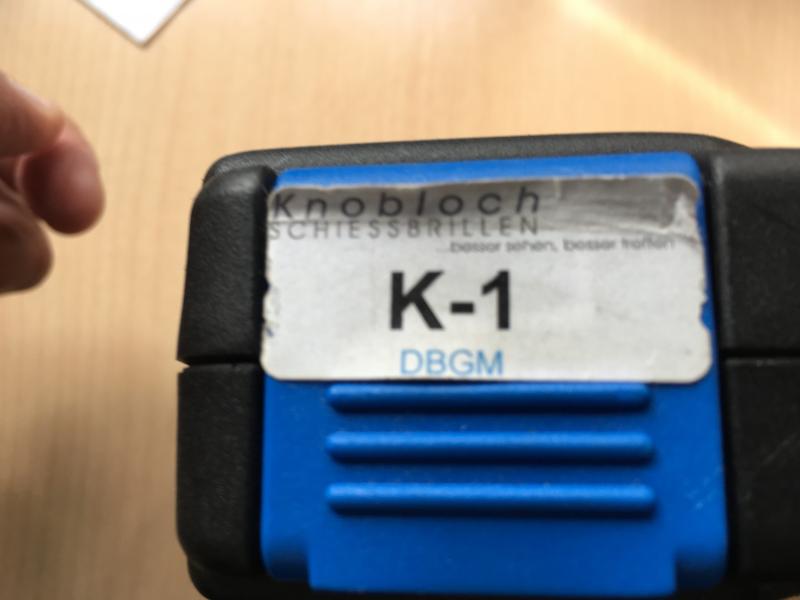 Knobloch
SCHIESSBRILLEN
...besser sehen, besser treffen
K-1
DBGM